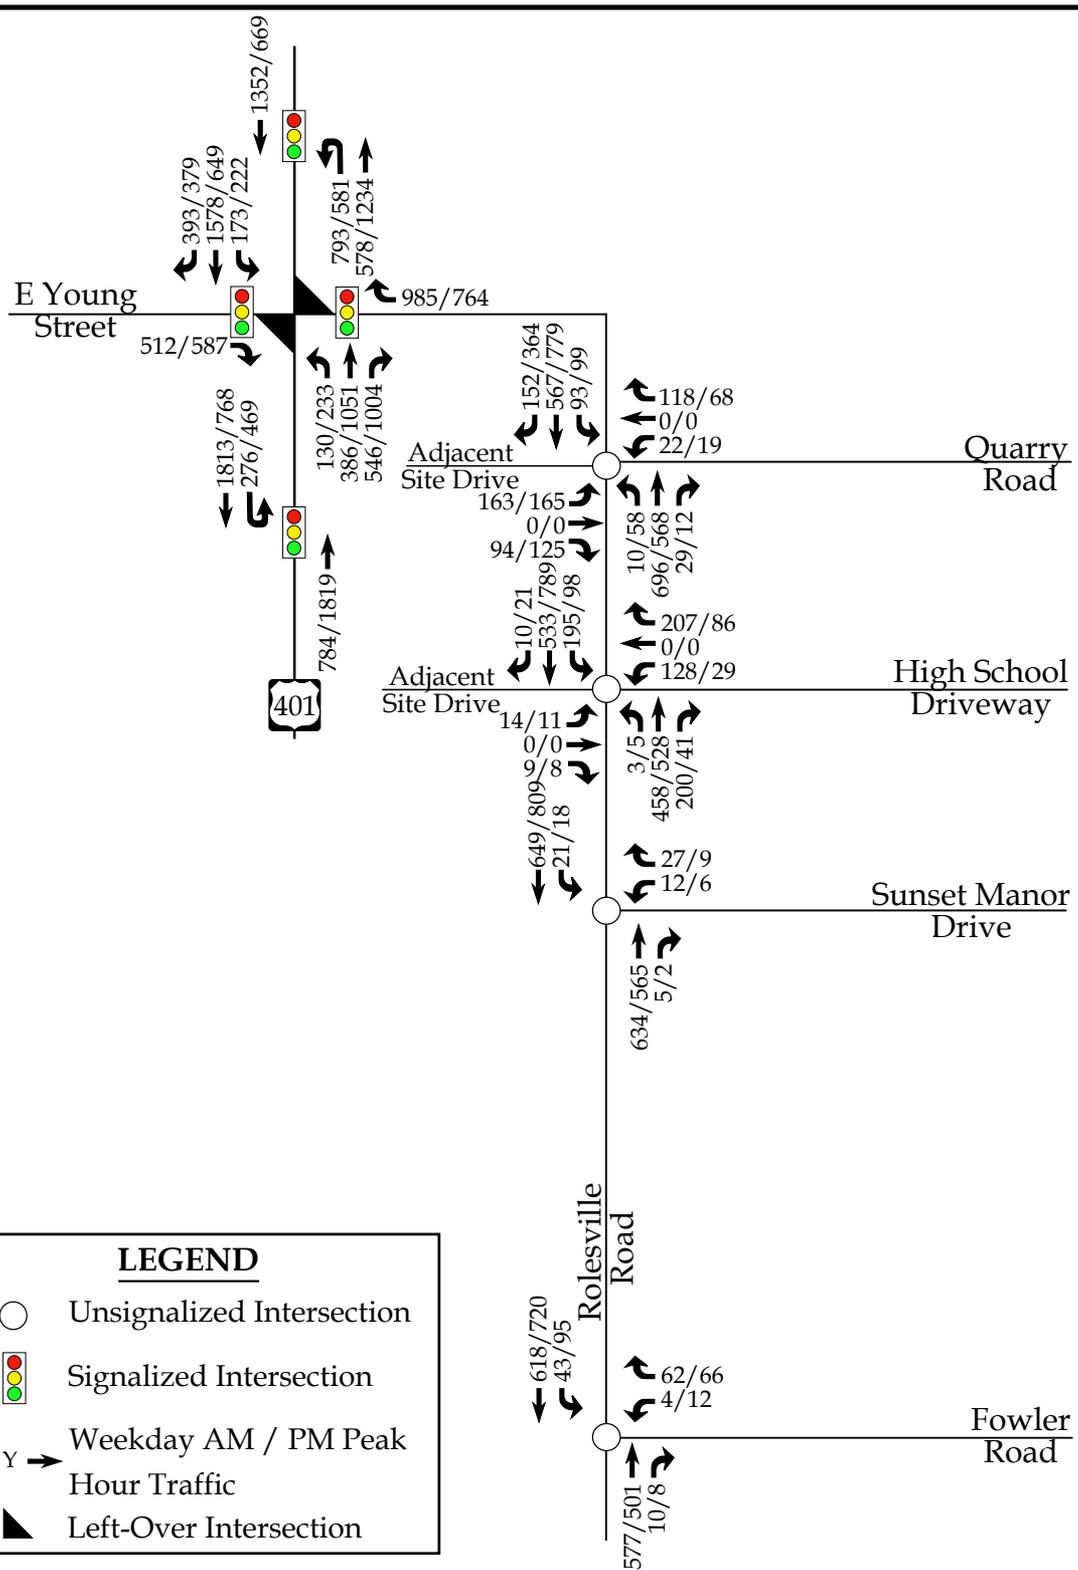 1352/669
393/379
1578/649
173/222
793/581
578/1234
E Young
Street
985/764
512/587
130/233
386/1051
546/1004
1813/768
276/469
784/1819
401
152/364
567/779
93/99
118/68
0/0
22/19
Adjacent
Site Drive
Quarry
Road
163/165
0/0
94/125
10/58
696/568
29/12
10/21
533/789
195/98
207/86
0/0
128/29
Adjacent
Site Drive
High School
Driveway
14/11
0/0
9/8
3/5
458/528
200/41
649/809
21/18
27/9
12/6
Sunset Manor
Drive
634/565
5/2
Rolesville
Road
618/720
43/95
62/66
4/12
Fowler
Road
577/501
10/8
LEGEND
Unsignalized Intersection
Signalized Intersection
Y
Weekday AM / PM Peak
Hour Traffic
Left-Over Intersection